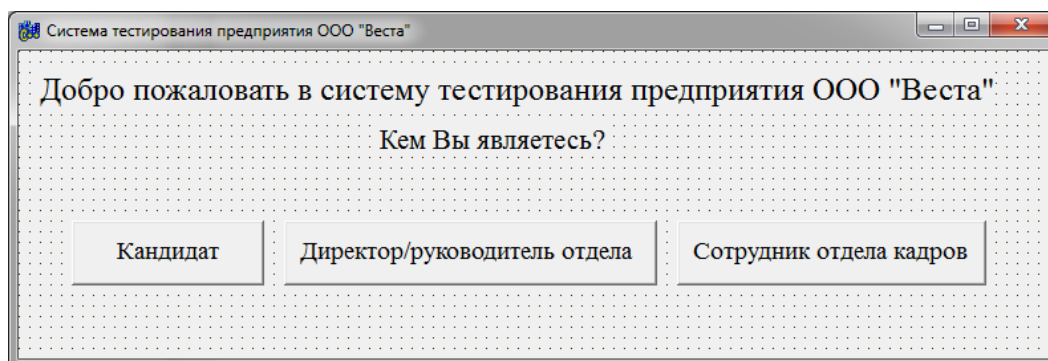 Система тестирования предприятия ООО "Веста"
Добро пожаловать в систему тестирования предприятия ООО "Веста"
Кем Вы являетесь?
Кандидат
Директор/руководитель отдела
Сотрудник отдела кадров